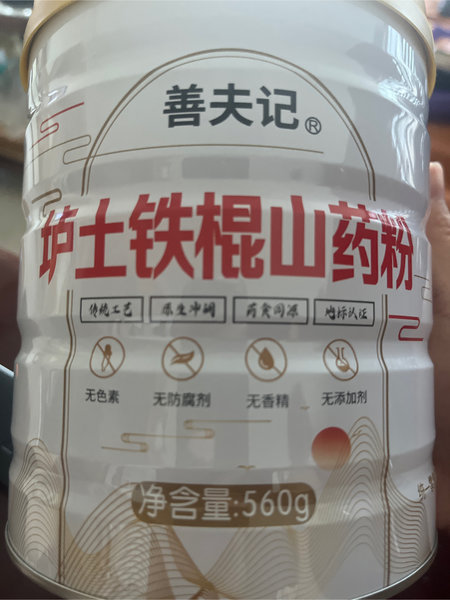 善夫记®
垆土铁棍山药粉
传统工艺 原生冲调 药食同源 地标认证
无色素 无防腐剂 无香精 无添加剂
净含量:560g